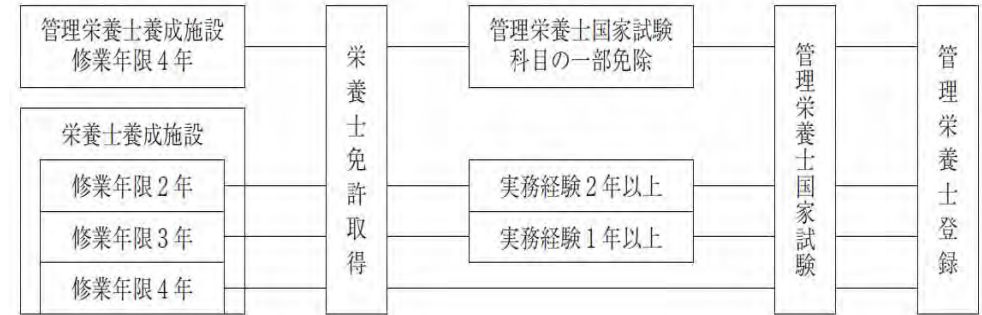 管理栄養士養成施設
修業年限4年
栄養士養成施設
修業年限2年
修業年限3年
修業年限4年
栄養士免許取得
管理栄養士国家試験
科目の一部免除
実務経験2年以上
実務経験1年以上
管理栄養士国家試験
管理栄養士登録